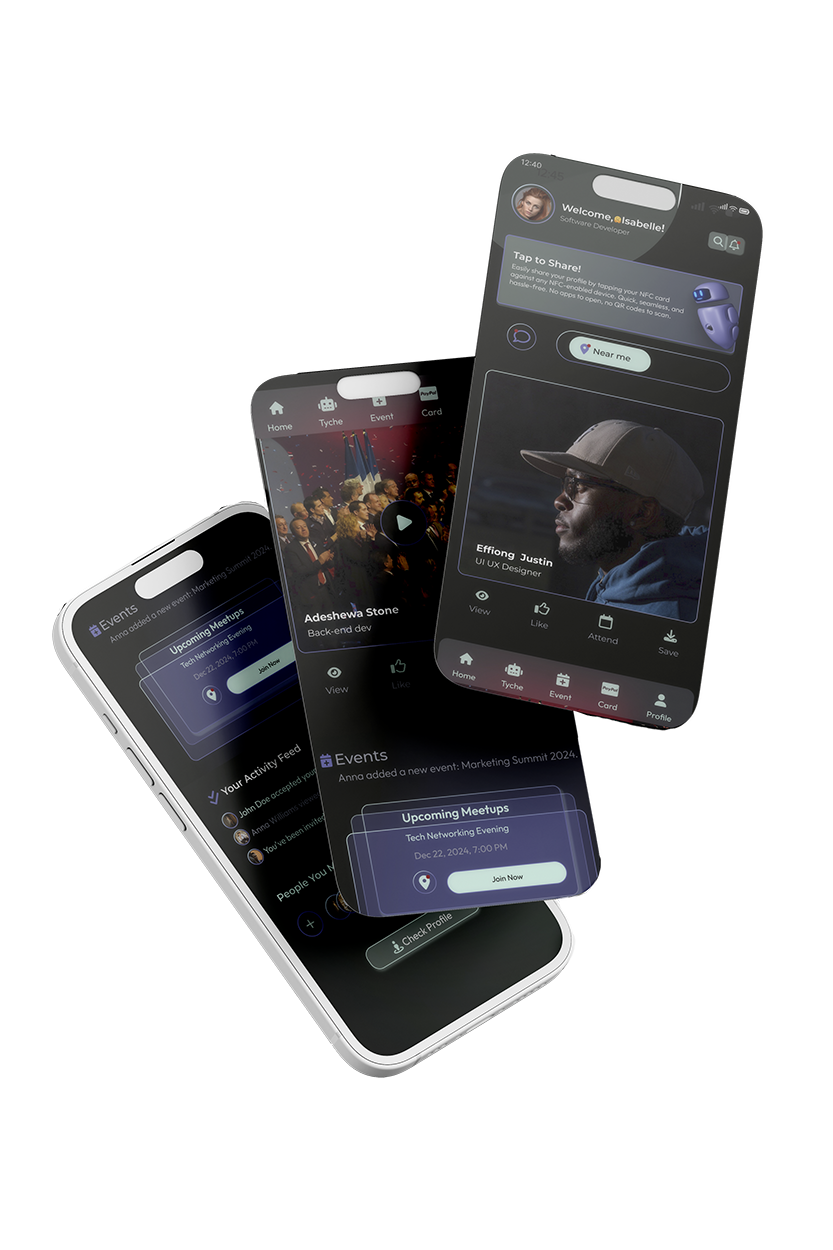 12:40
Welcome, Isabelle!
Software Developer
Tap to Share!
Easily share your profile by tapping your NFC card
against any NFC-enabled device. Quick, seamless, and
hassle-free. No apps to open, no QR codes to scan.
Near me
Effiong Justin
UI UX Designer
View
Like
Attend
Save
Home
Tyche
Event
Card
Profile
PayPal
Home
Tyche
Event
Card
PayPal
Adeshewa Stone
Back-end dev
View
Like
Events
Anna added a new event: Marketing Summit 2024.
Upcoming Meetups
Tech Networking Evening
Dec 22, 2024, 7:00 PM
Join Now
Events
Anna added a new event: Marketing Summit 2024.
Upcoming Meetups
Tech Networking Evening
Dec 22, 2024, 7:00 PM
Join Now
Your Activity Feed
John Doe accepted your
Anna Williams
You've been invited
People You
Check Profile